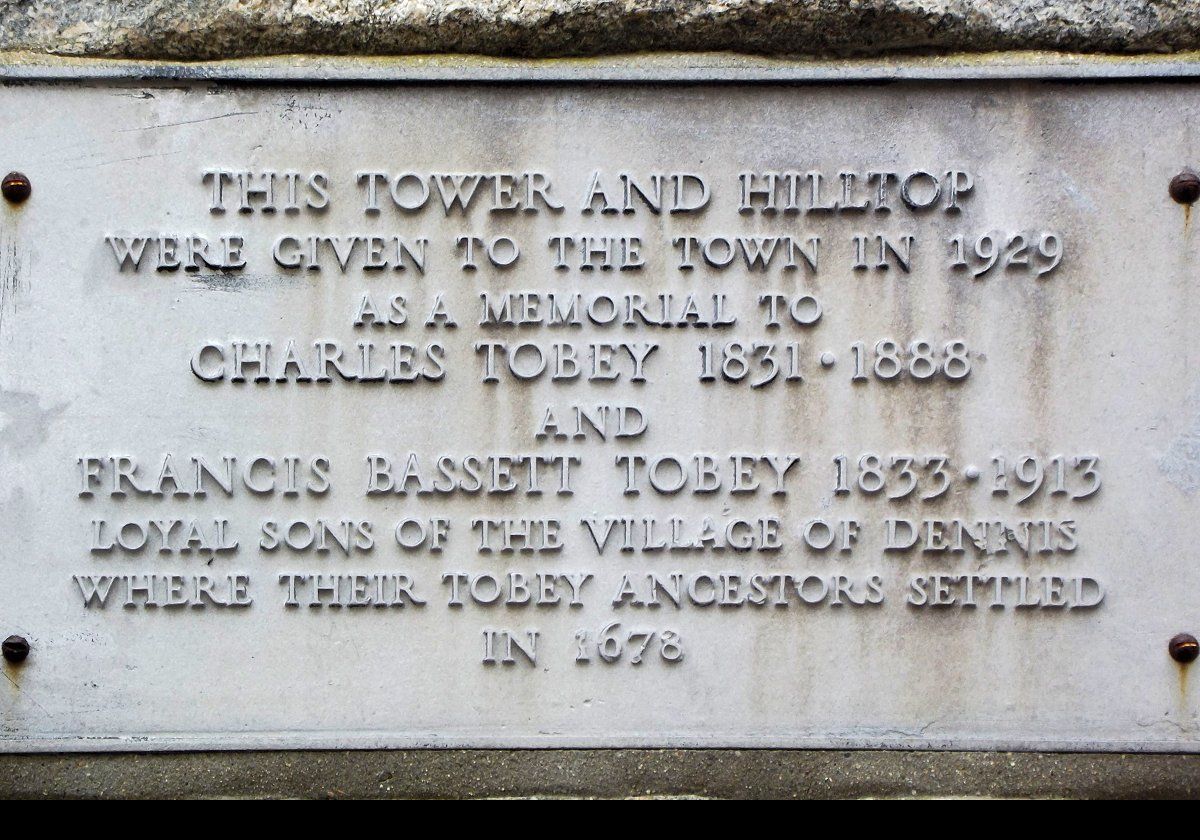 THIS TOWER AND HILLTOP
WERE GIVEN TO THE TOWN IN 1929
AS A MEMORIAL TO
CHARLES TOBEY 1831 · 1888
AND
FRANCIS BASSETT TOBEY 1833 · 1913
LOYAL SONS OF THE VILLAGE OF DENNIS
WHERE THEIR TOBEY ANCESTORS SETTLED
IN 1678